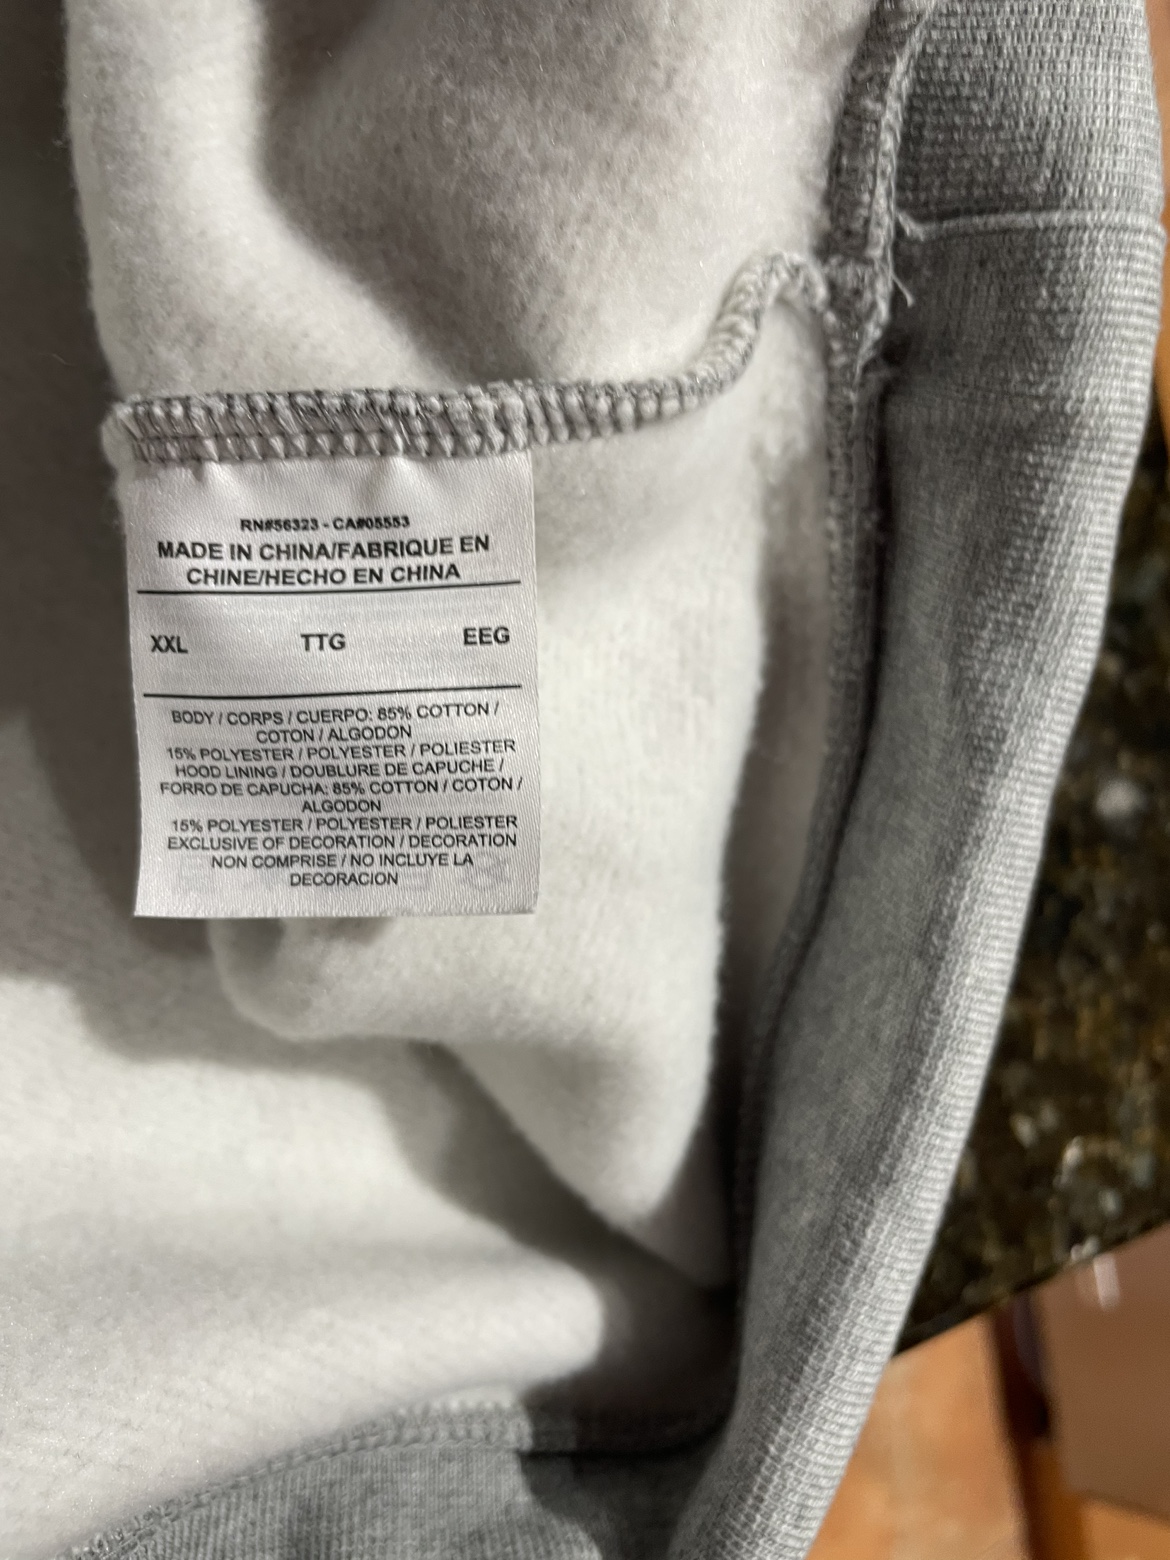 RN#56323 - CA#05553
MADE IN CHINA/FABRIQUE EN
CHINE/HECHO EN CHINA
XXL TTG EEG
BODY / CORPS / CUERPO: 85% COTTON /
COTON / ALGODON
15% POLYESTER / POLYESTER / POLIESTER
HOOD LINING / DOUBLURE DE CAPUCHE /
FORRO DE CAPUCHA: 85% COTTON / COTON /
ALGODON
15% POLYESTER / POLYESTER / POLIESTER
EXCLUSIVE OF DECORATION / DECORATION
NON COMPRISE / NO INCLUYE LA
DECORACION